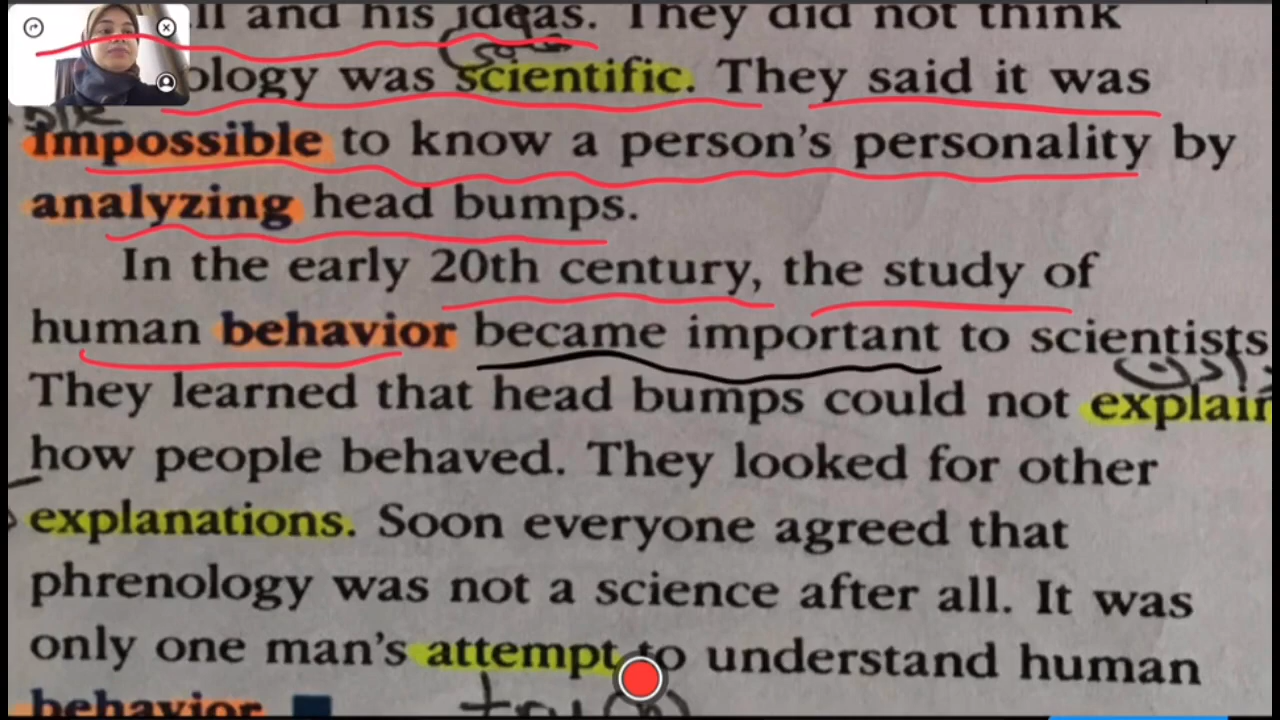 ll and his ideas. They did not think
ology was scientific. They said it was
impossible to know a person's personality by
analyzing head bumps.
In the early 20th century, the study of
human behavior became important to scientists
They learned that head bumps could not explain
how people behaved. They looked for other
explanations. Soon everyone agreed that
phrenology was not a science after all. It was
only one man's attempt to understand human
behavior.
try